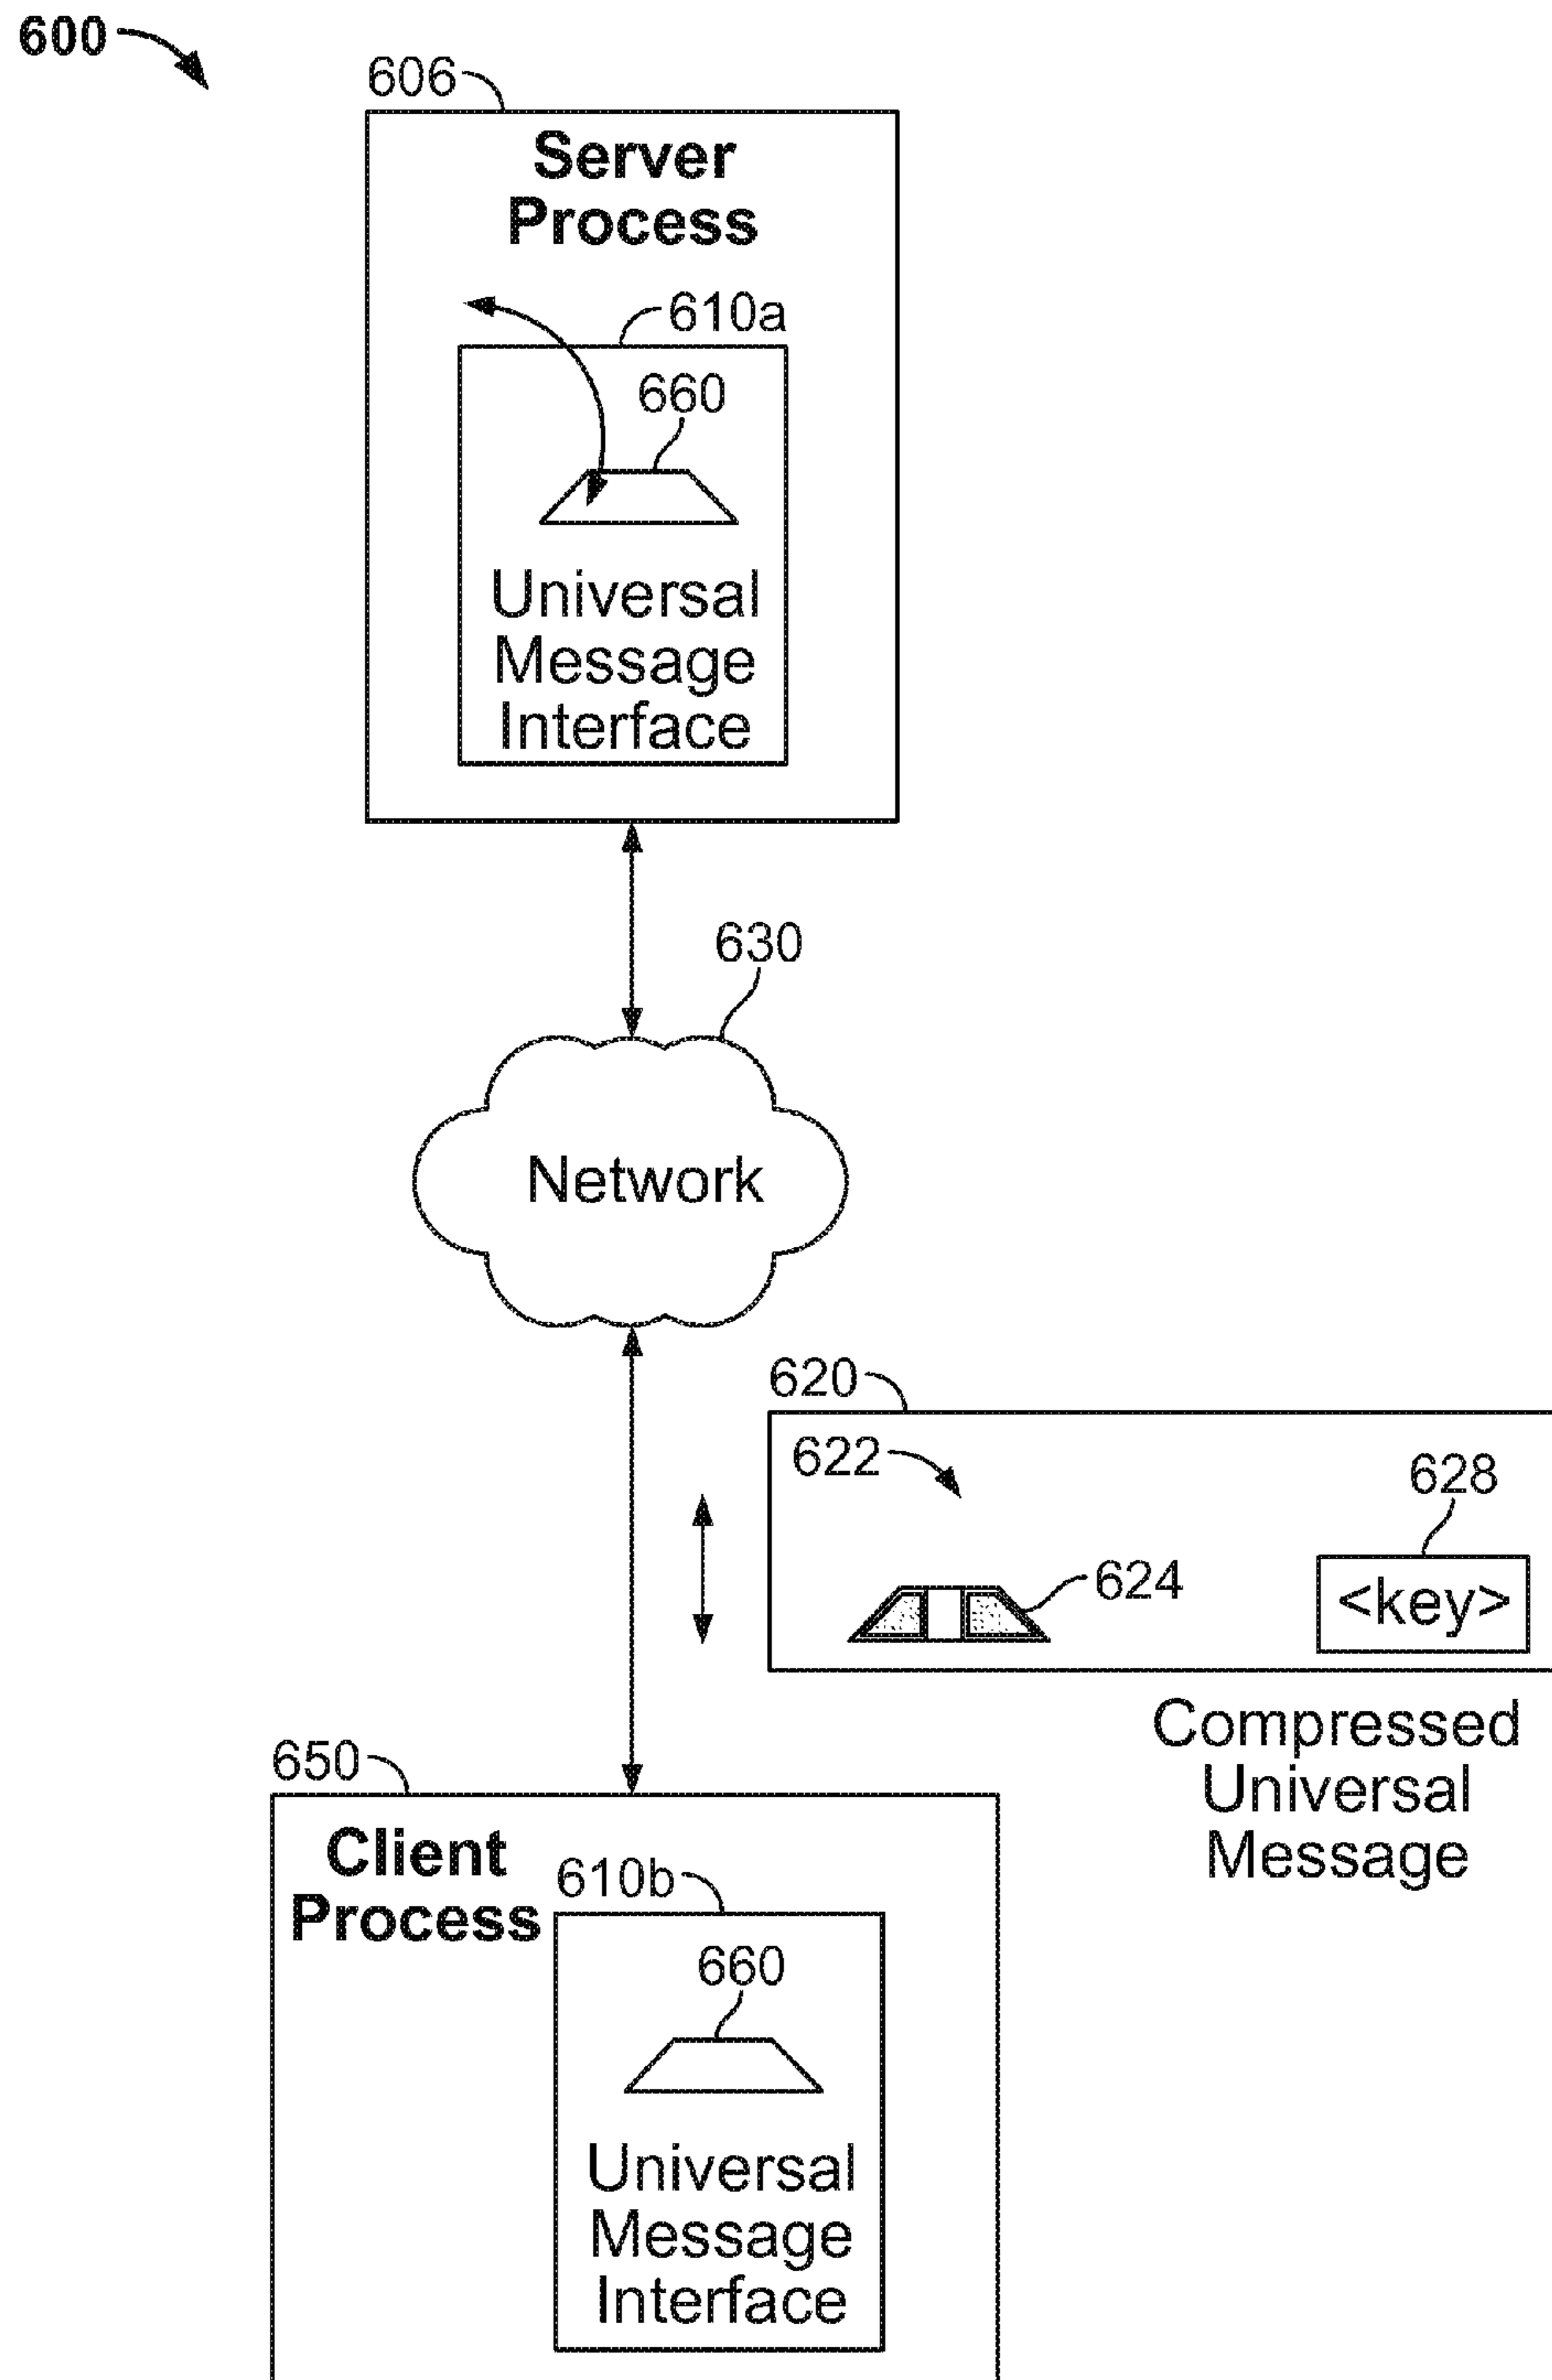 600
606
Server
Process
610a
660
Universal
Message
Interface
630
Network
620
622
628
624
<key>
Compressed
Universal
Message
650
Client
Process
610b
660
Universal
Message
Interface